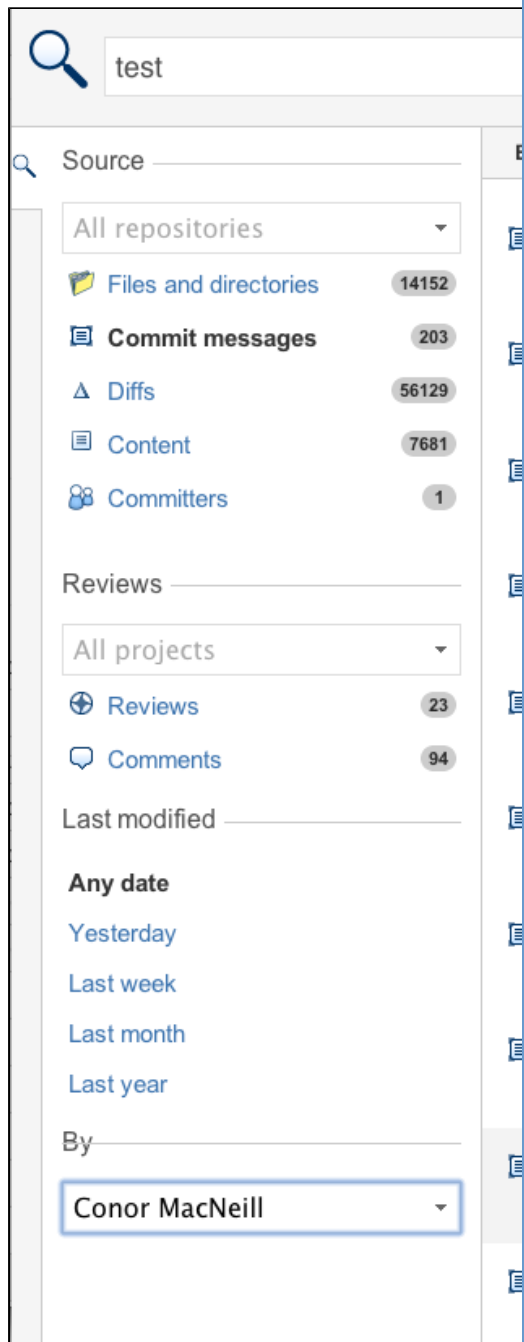 test
Source
All repositories
Files and directories 14152
Commit messages 203
Diffs 56129
Content 7681
Committers 1
Reviews
All projects
Reviews 23
Comments 94
Last modified
Any date
Yesterday
Last week
Last month
Last year
By
Conor MacNeill